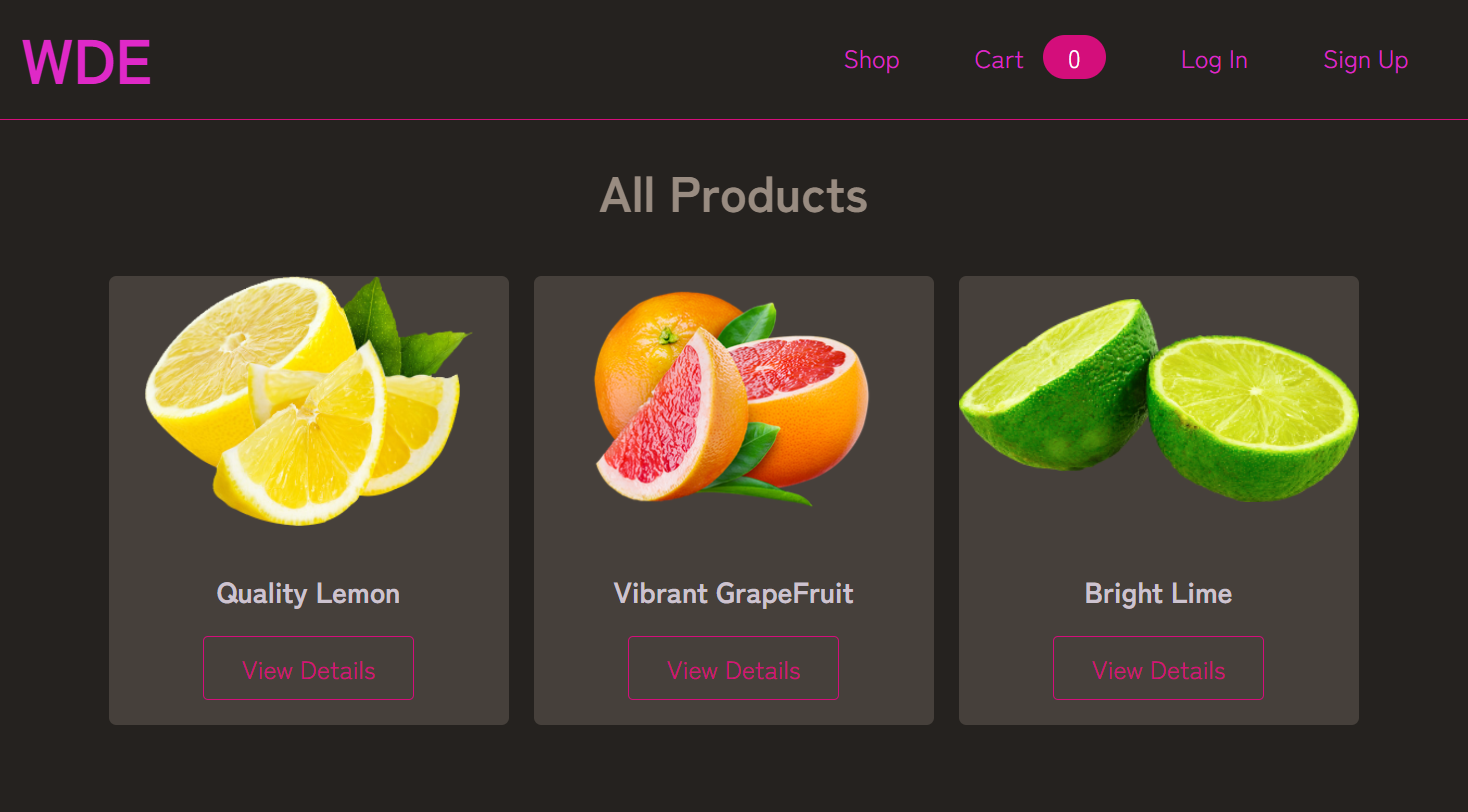 WDE
Shop Cart 0 Log In Sign Up
All Products
Quality Lemon
View Details
Vibrant GrapeFruit
View Details
Bright Lime
View Details